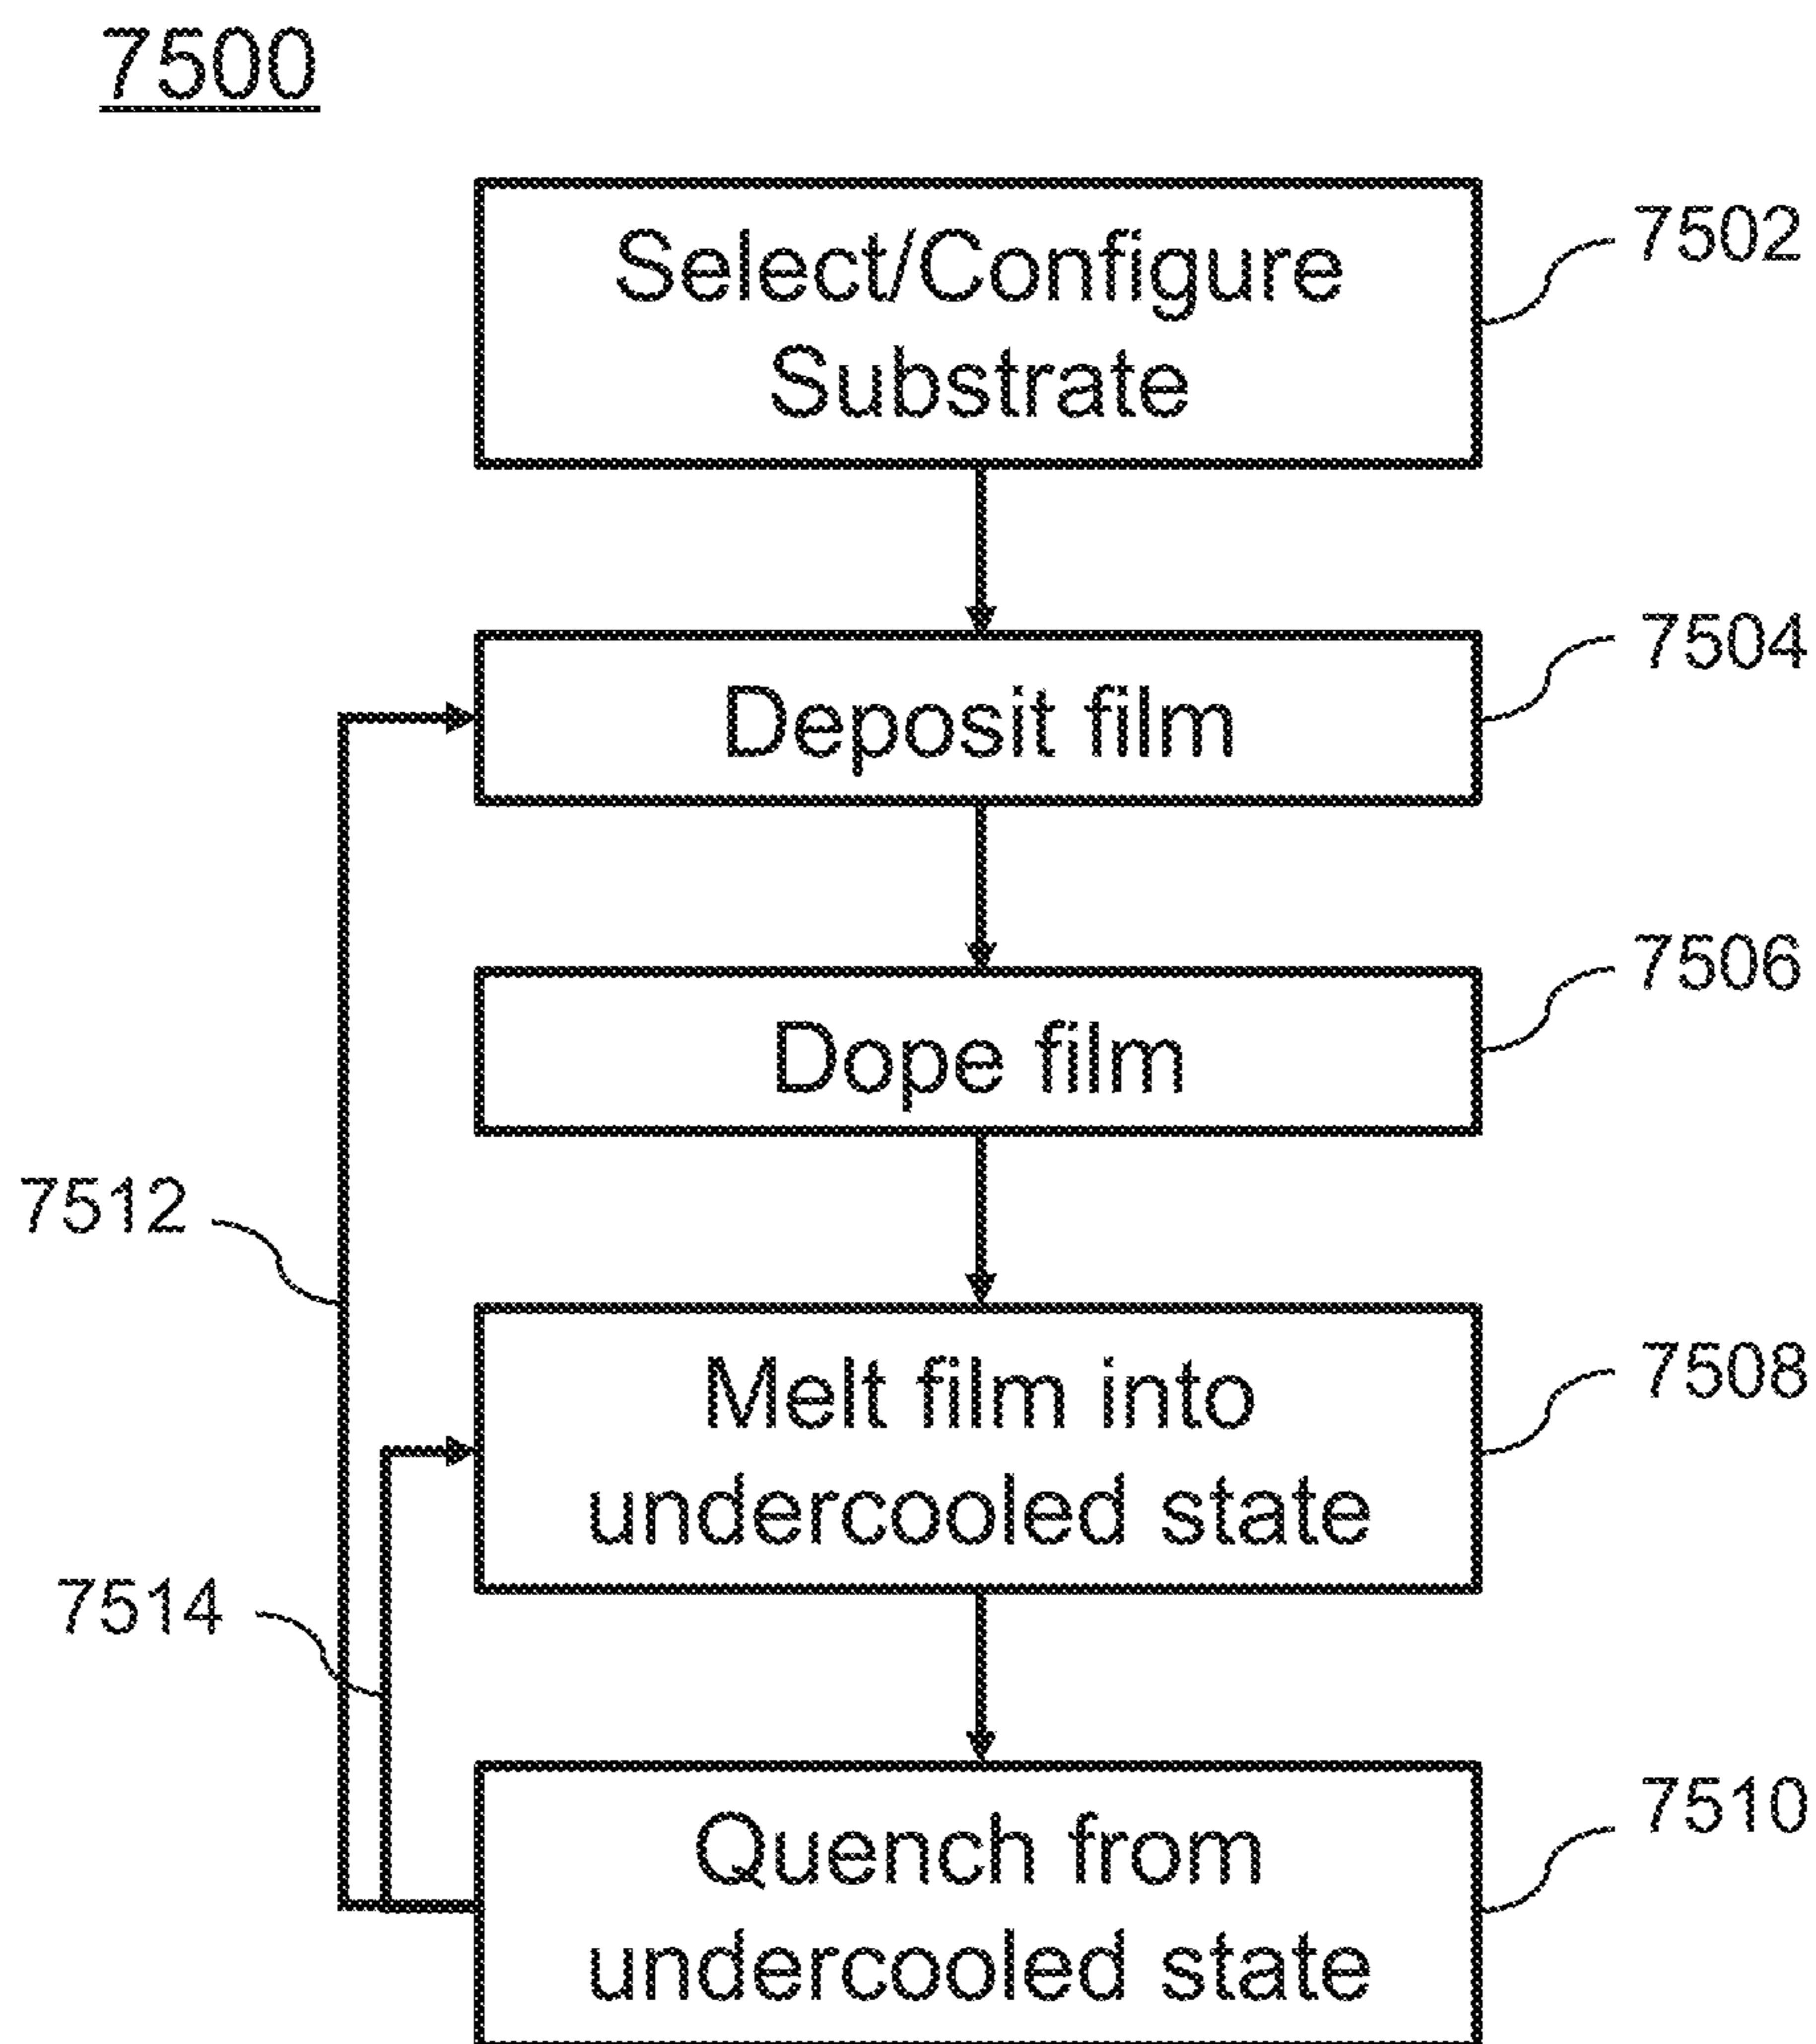 7500
Select/Configure
Substrate
7502
Deposit film
7504
Dope film
7506
7512
Melt film into
undercooled state
7508
7514
Quench from
undercooled state
7510